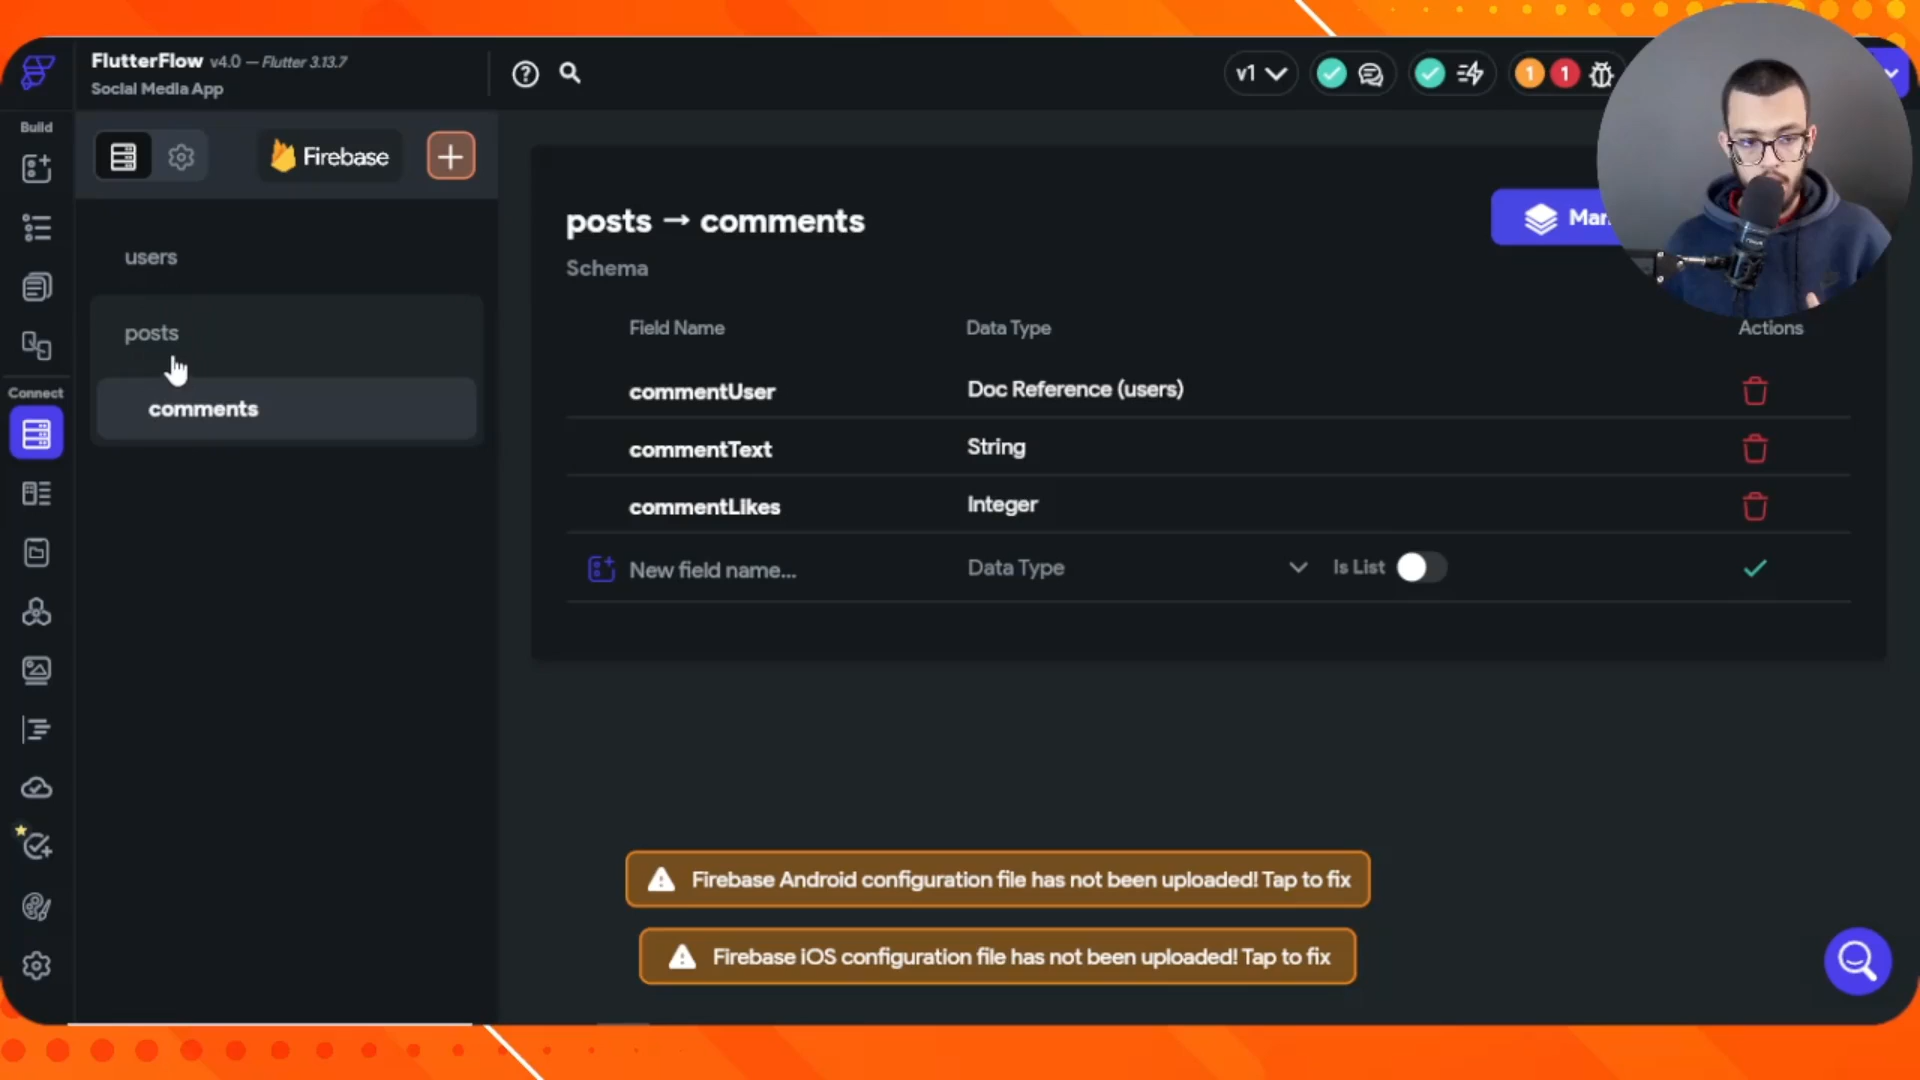 FlutterFlow v4.0 — Flutter 3.13.7
Social Media App
v1
1
1
Build
Firebase
users
posts
comments
Connect
posts → comments
Schema
Field Name
Data Type
Actions
commentUser
Doc Reference (users)
commentText
String
commentLIkes
Integer
New field name...
Data Type
Is List
Firebase Android configuration file has not been uploaded! Tap to fix
Firebase iOS configuration file has not been uploaded! Tap to fix